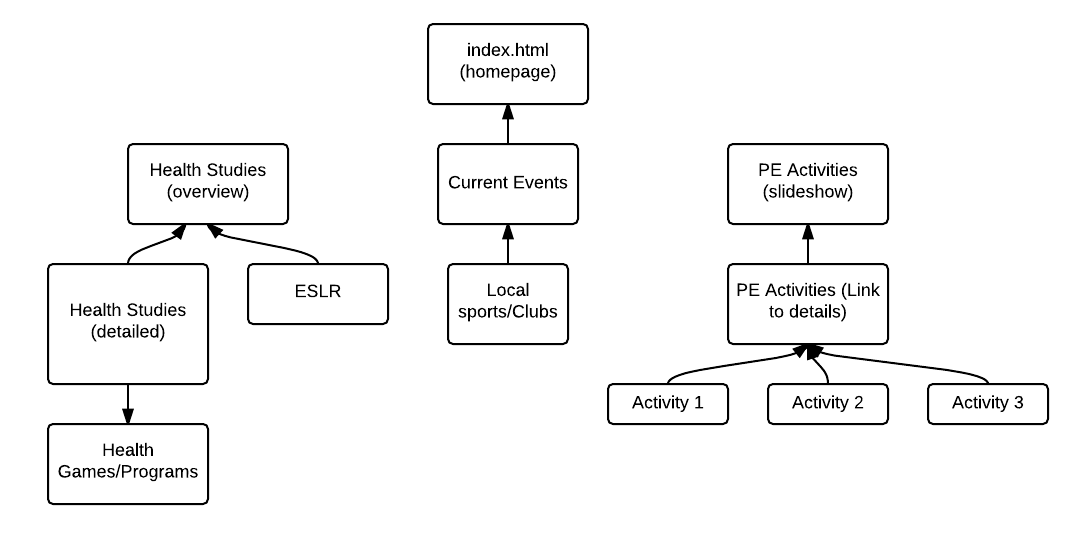 index.html
(homepage)
Health Studies
(overview)
Current Events
PE Activities
(slideshow)
Health Studies
(detailed)
ESLR
Local
sports/Clubs
PE Activities (Link
to details)
Activity 1
Activity 2
Activity 3
Health
Games/Programs